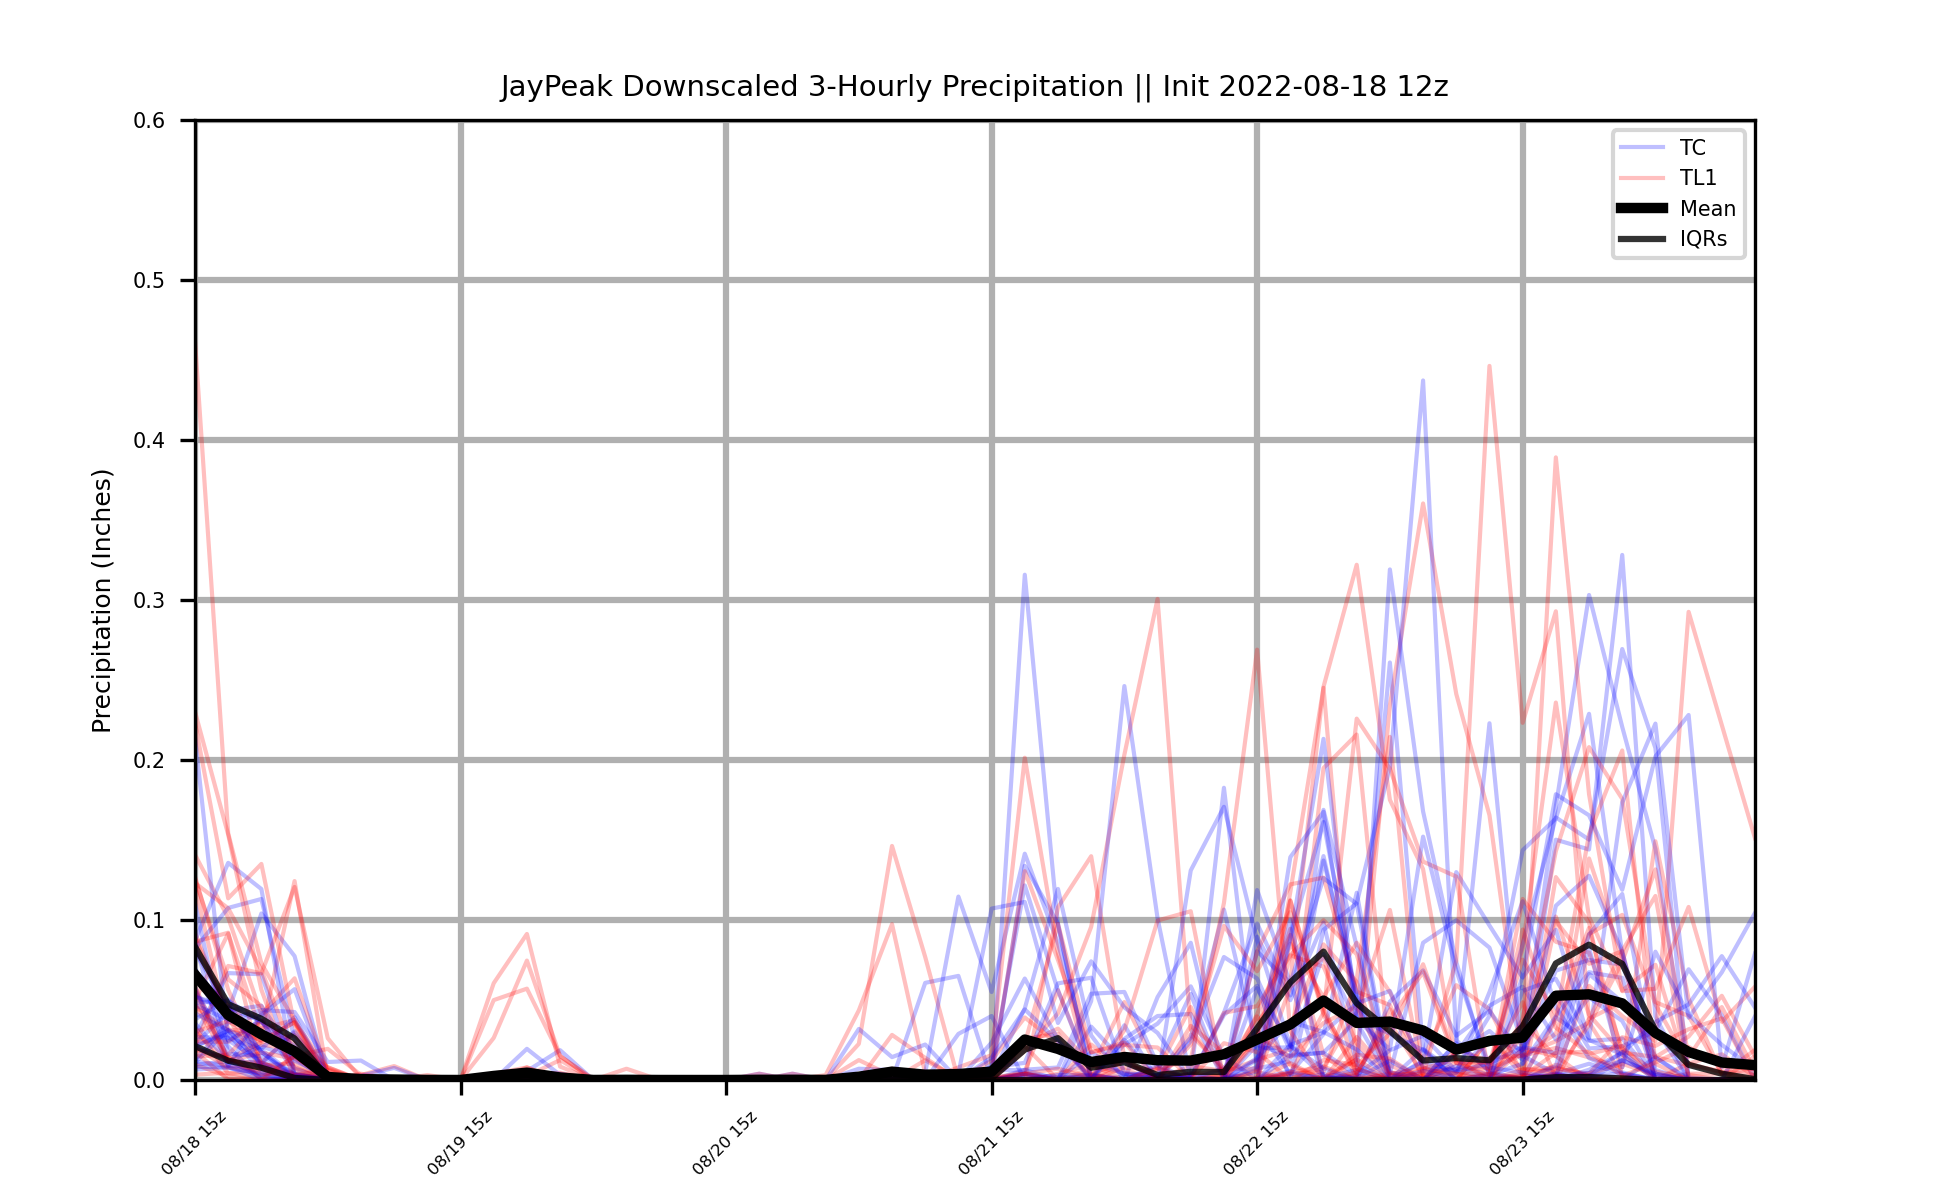 JayPeak Downscaled 3-Hourly Precipitation || Init 2022-08-18 12z
Precipitation (Inches)
0.6
0.5
0.4
0.3
0.2
0.1
0.0
TC
TL1
Mean
IQRs
08/18 15z
08/19 15z
08/20 15z
08/21 15z
08/22 15z
08/23 15z